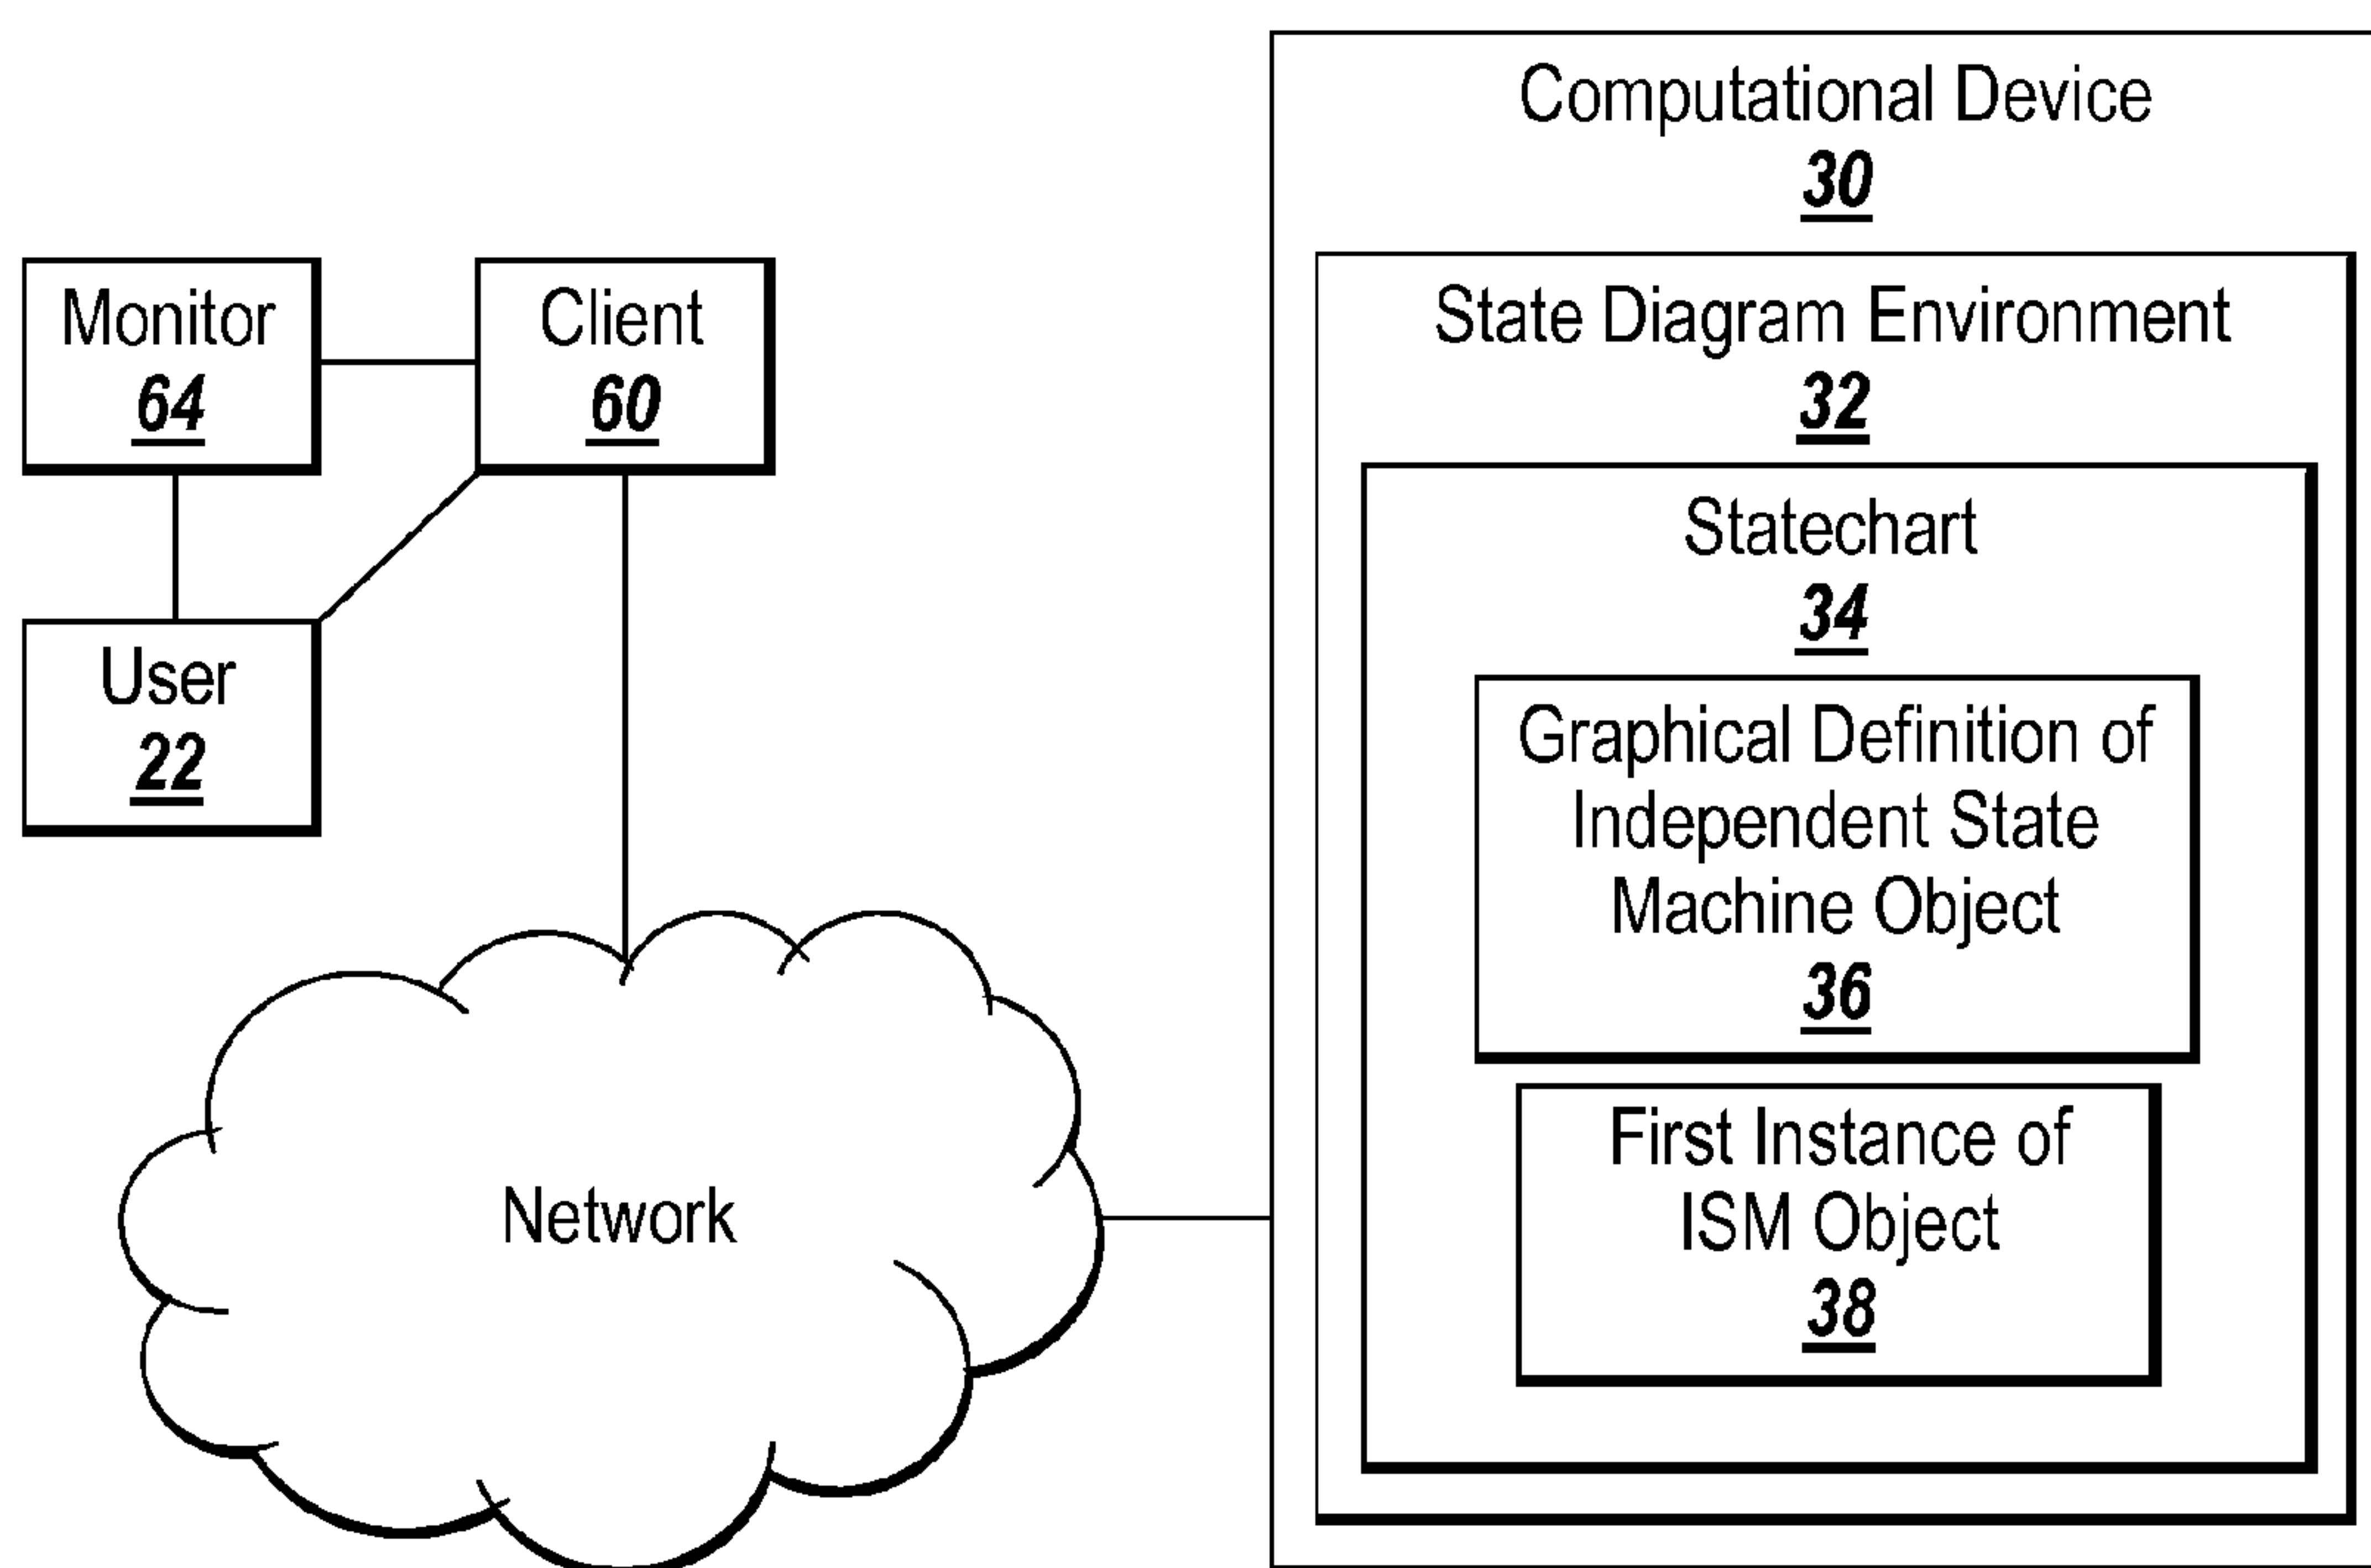 Monitor
64
Client
60
User
22
Network
Computational Device
30
State Diagram Environment
32
Statechart
34
Graphical Definition of
Independent State
Machine Object
36
First Instance of
ISM Object
38